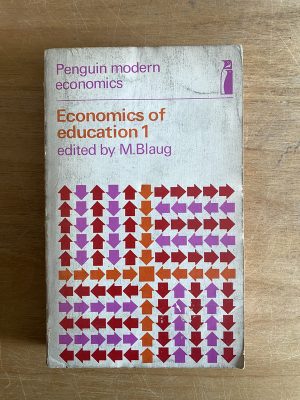 Penguin modern
economics
Economics of
education 1
edited by M.Blaug